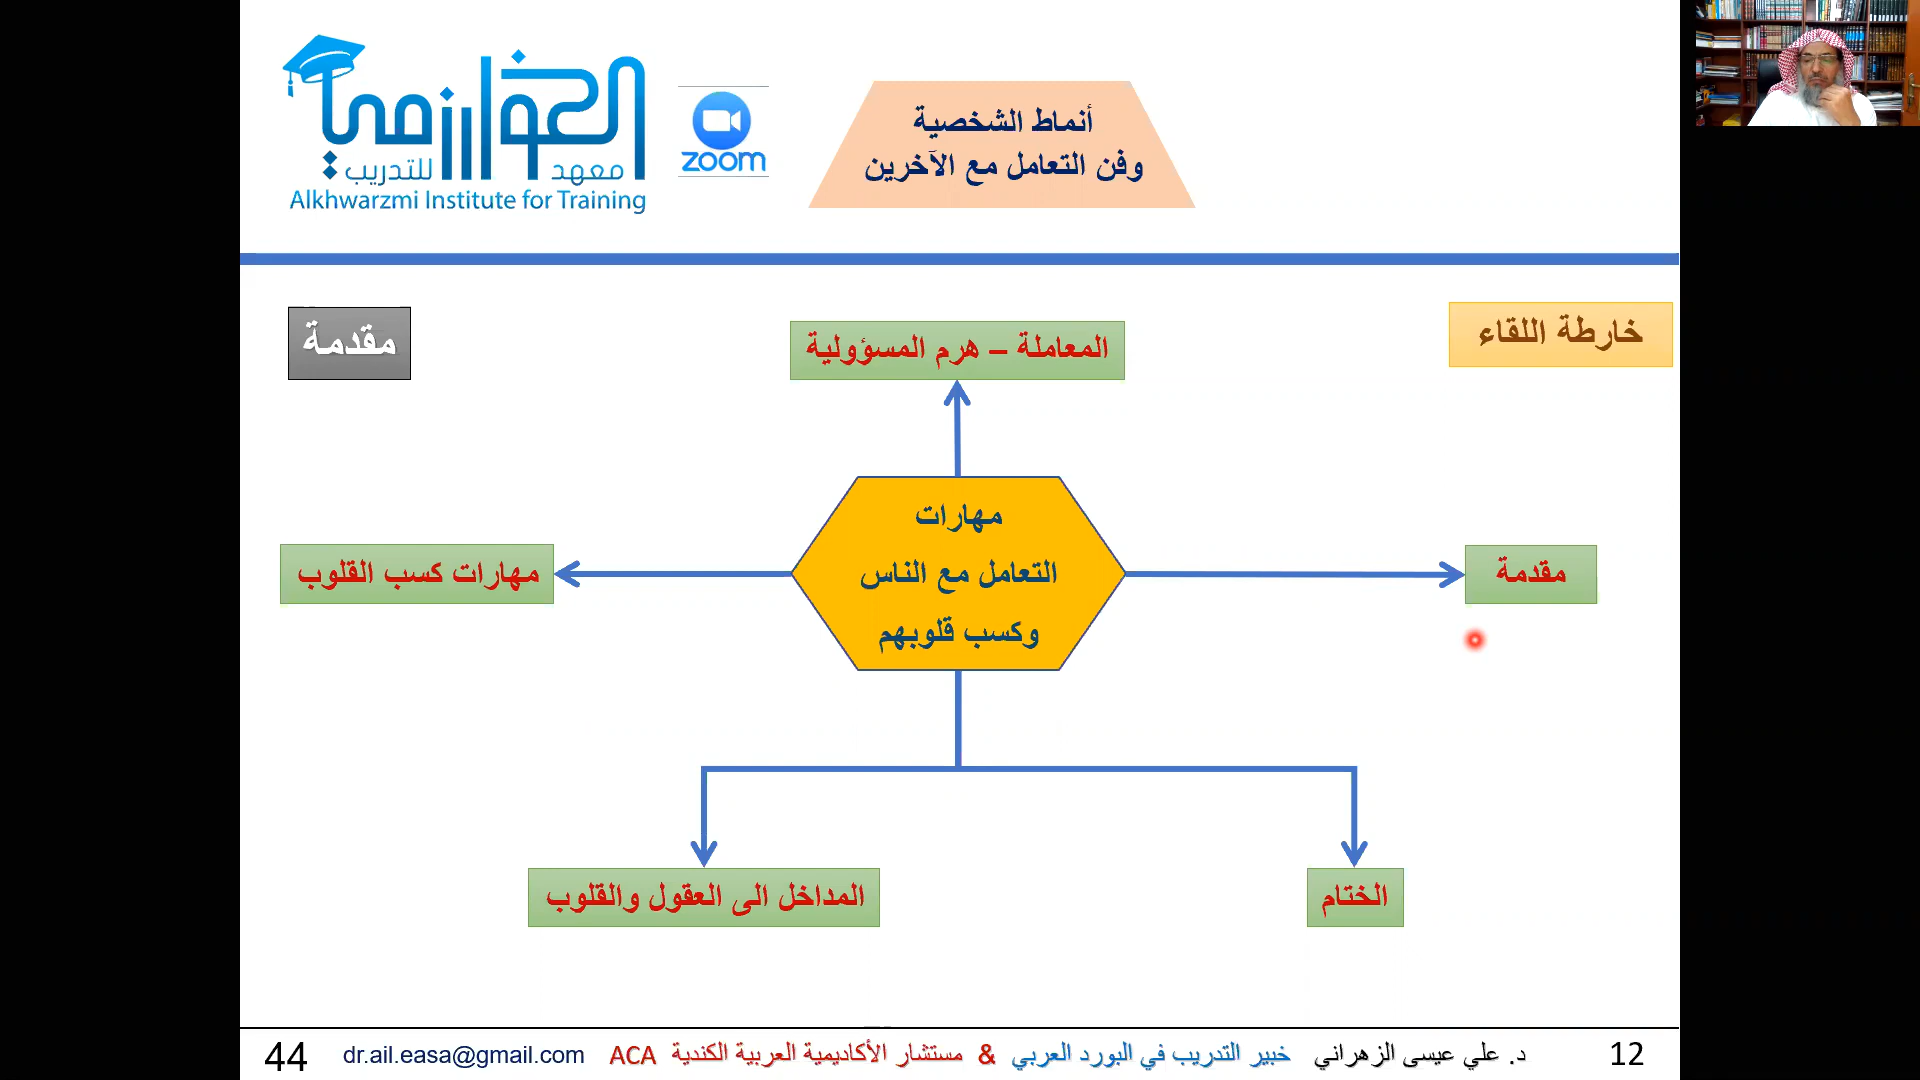 الخوارزمي
معهد للتدريب
Alkhwarzmi Institute for Training
zoom
أنماط الشخصية
وفن التعامل مع الآخرين
خارطة اللقاء
مقدمة
المعاملة – هرم المسؤولية
مهارات
التعامل مع الناس
وكسب قلوبهم
مقدمة
مهارات كسب القلوب
المداخل الى العقول والقلوب
الختام
12 د. علي عيسى الزهراني خبير التدريب في البورد العربي & مستشار الأكاديمية العربية الكندية ACA dr.ail.easa@gmail.com 44